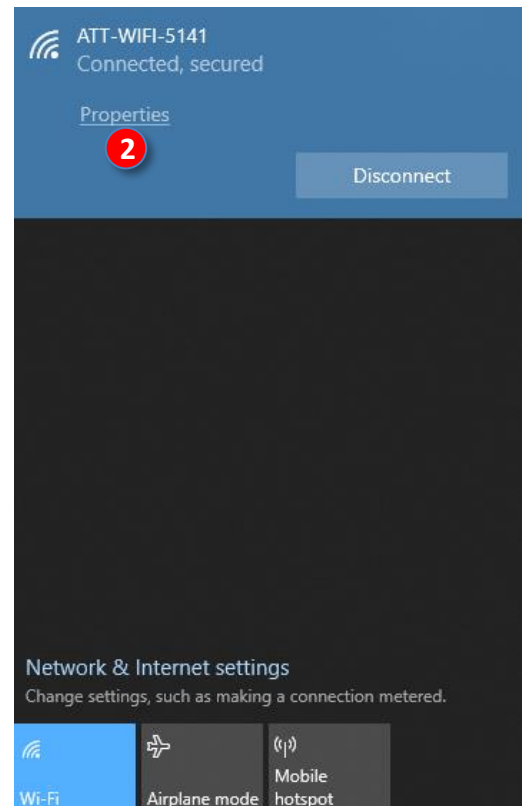 ATT-WIFI-5141
Connected, secured
Properties
2
Disconnect
Network & Internet settings
Change settings, such as making a connection metered.
Wi-Fi
Airplane mode
Mobile
hotspot